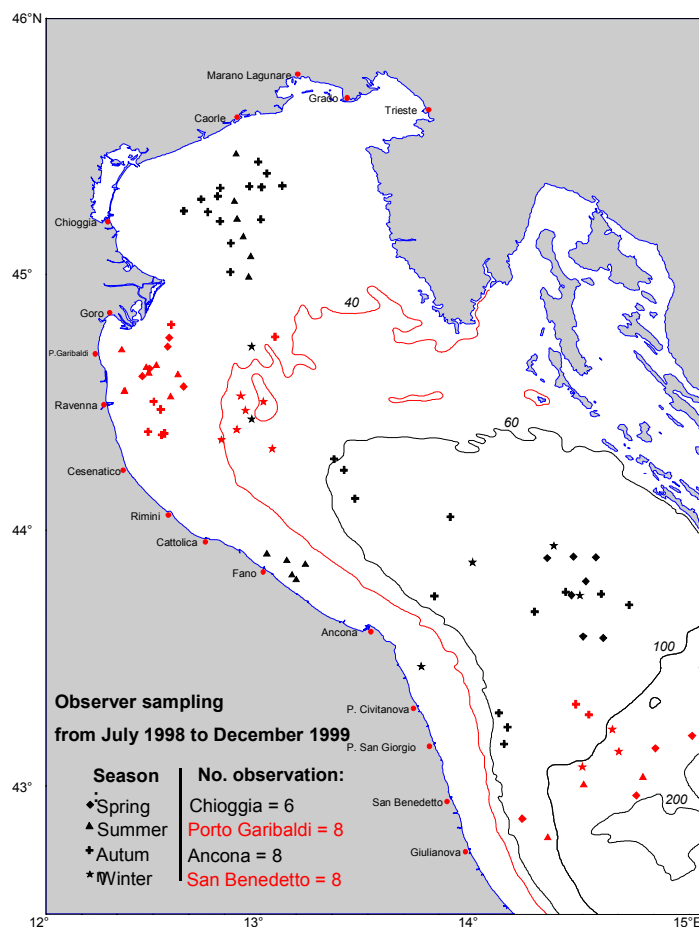 46°N
Marano Lagunare
Grado
Trieste
Caorle
Chioggia
45°
40
Goro
P.Garibaldi
Ravenna
60
Cesenatico
Rimini
44°
Cattolica
Fano
Ancona
100
Observer sampling
P. Civitanova
from July 1998 to December 1999
P. San Giorgio
Season
No. observation:
:
Spring
Chioggia = 6
Summer
Porto Garibaldi = 8
Autum
Ancona = 8
n
Winter
San Benedetto = 8
43°
San Benedetto
200
Giulianova
12°
13°
14°
15°E